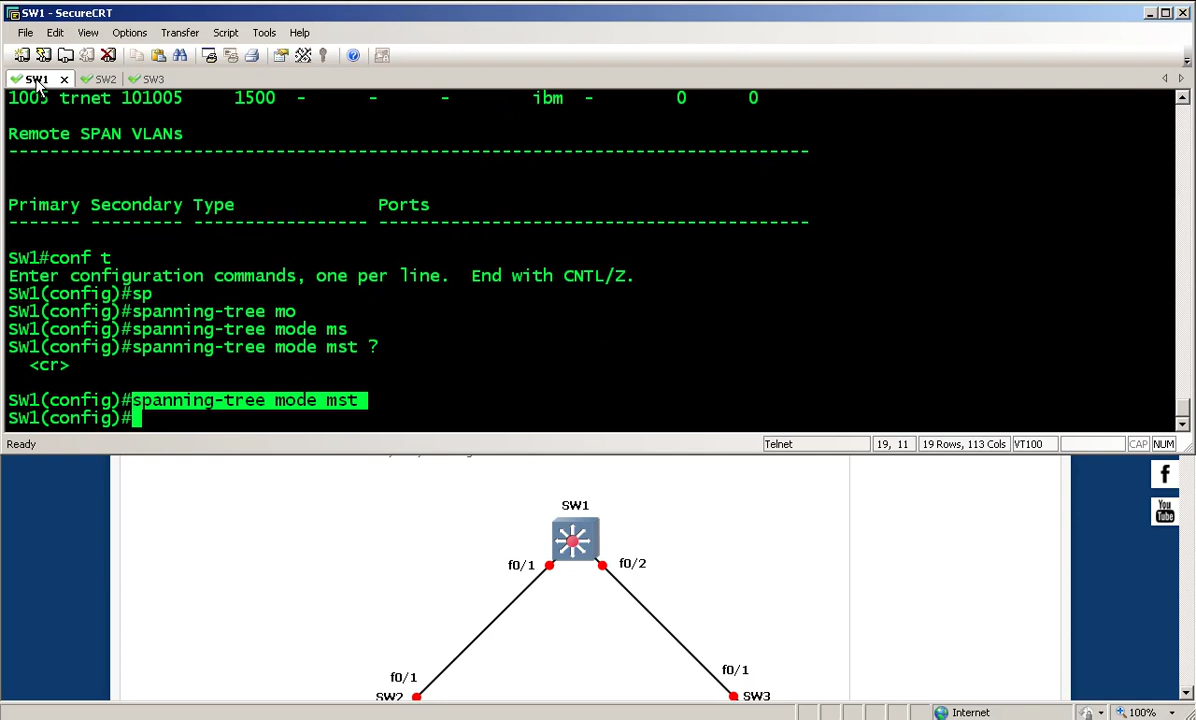 SW1 - SecureCRT
File Edit View Options Transfer Script Tools Help
SW1 SW2 SW3
1005 trnet 101005 1500 - - - ibm - 0 0
Remote SPAN VLANs
--------------------------------------------------------------------------------
Primary Secondary Type Ports
------- --------- ----------------- ------------------------------------------
SW1#conf t
Enter configuration commands, one per line. End with CNTL/Z.
SW1(config)#sp
SW1(config)#spanning-tree mo
SW1(config)#spanning-tree mode ms
SW1(config)#spanning-tree mode mst ?
<cr>
SW1(config)#spanning-tree mode mst
SW1(config)#
Ready Telnet 19, 11 19 Rows, 113 Cols VT100 CAP NUM
f
You Tube
SW1
f0/1 f0/2
f0/1 f0/1
SW2 SW3
Internet 100%